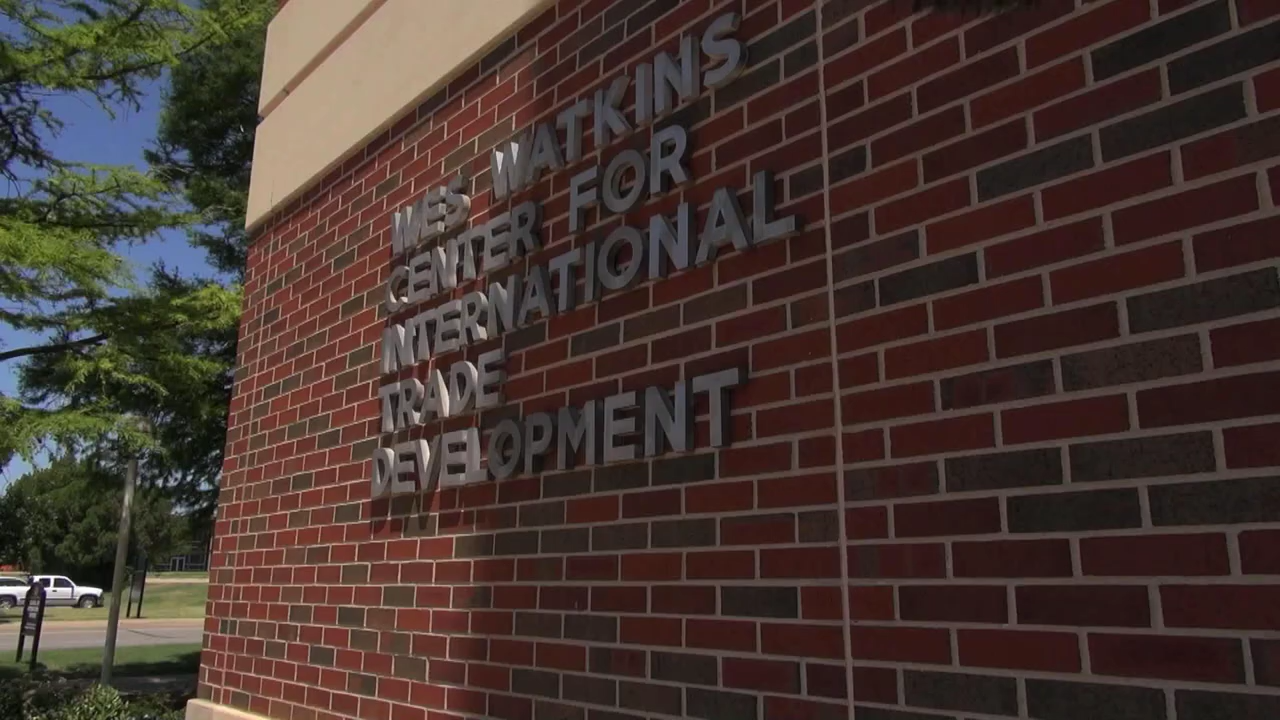 WES WATKINS
CENTER FOR
INTERNATIONAL
TRADE
DEVELOPMENT